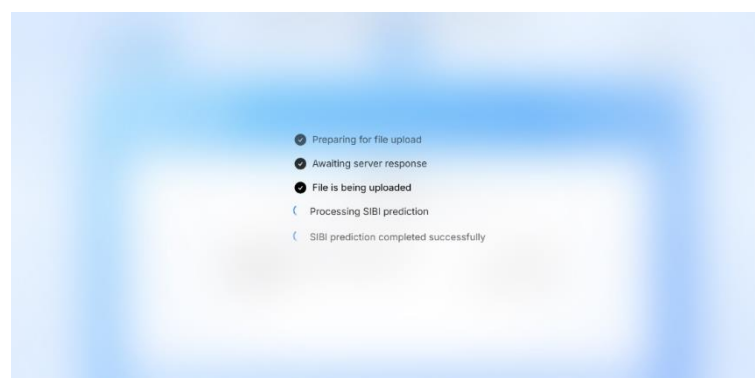 Preparing for file upload
Awaiting server response
File is being uploaded
Processing SIBI prediction
SIBI prediction completed successfully